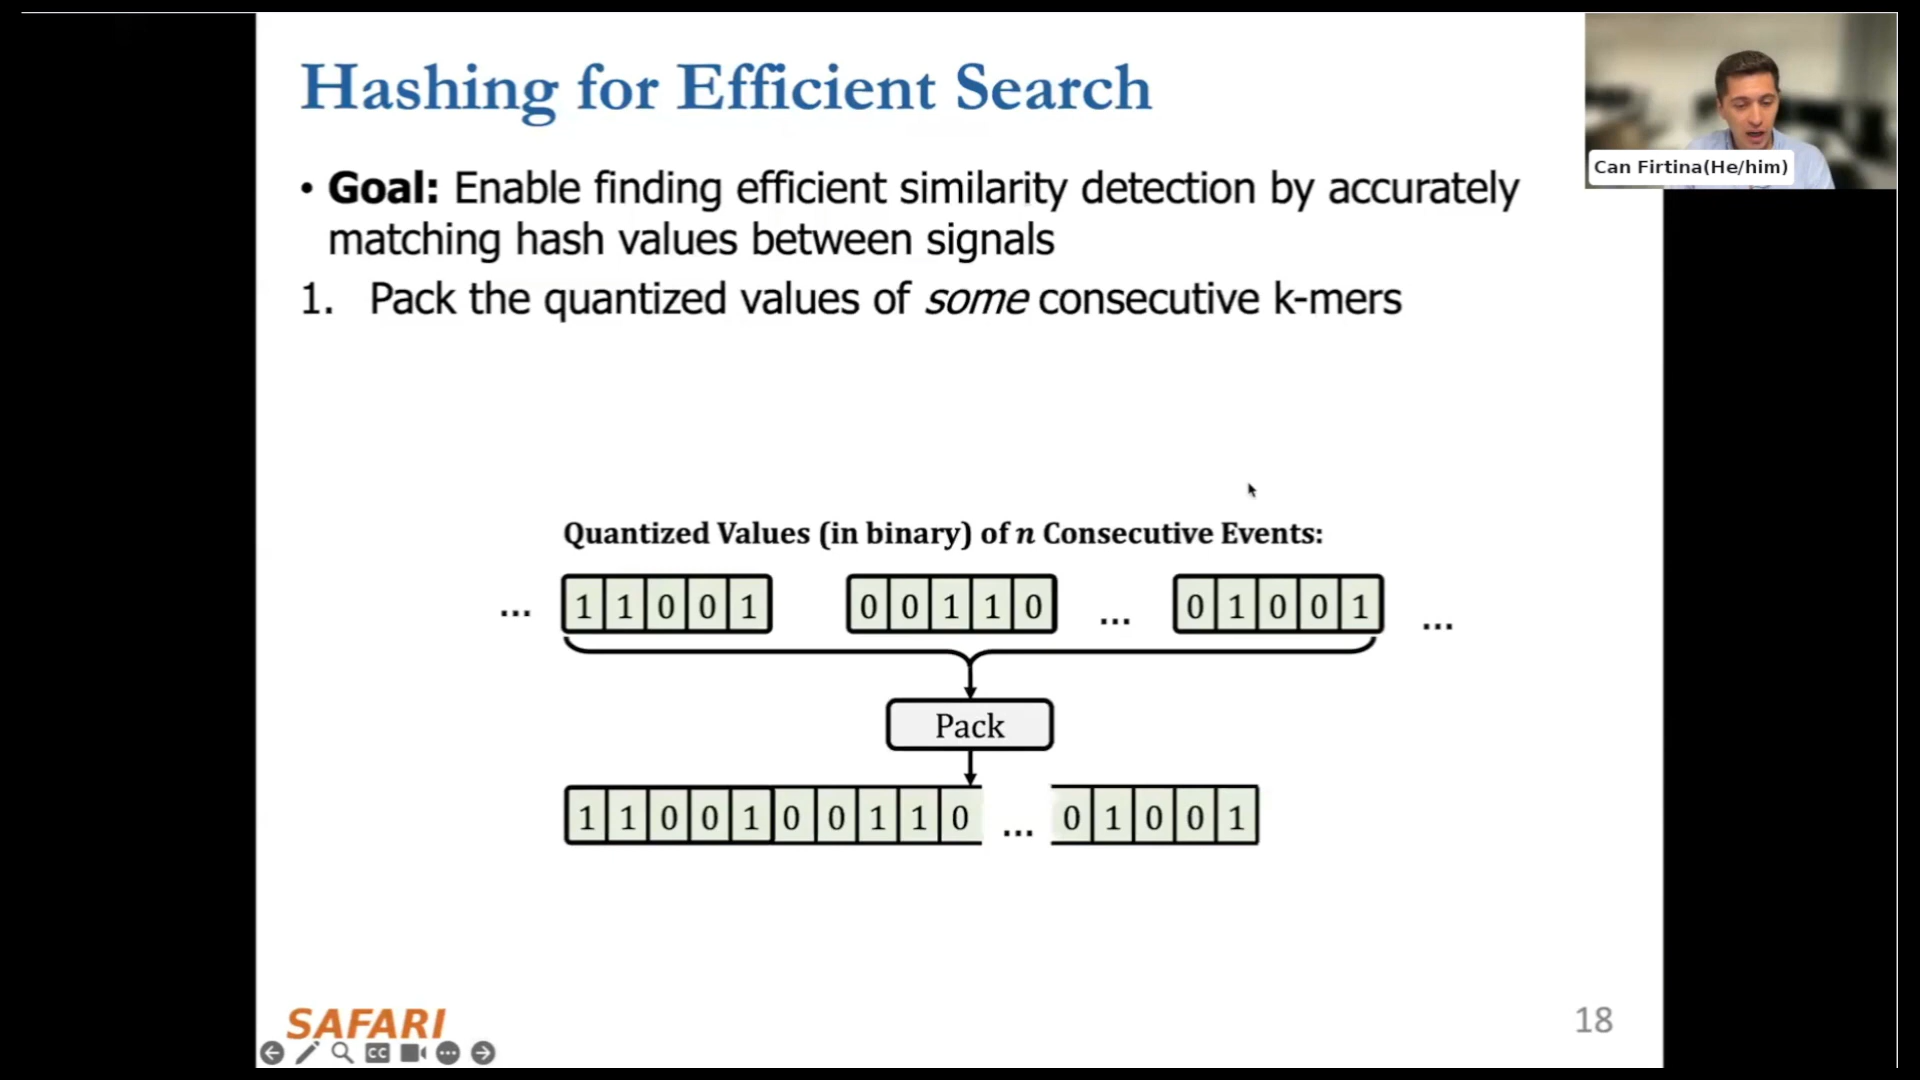 Hashing for Efficient Search
Can Firtina(He/him)
• Goal: Enable finding efficient similarity detection by accurately
matching hash values between signals
1. Pack the quantized values of some consecutive k-mers
Quantized Values (in binary) of n Consecutive Events:
... 1 1 0 0 1 0 0 1 1 0 ... 0 1 0 0 1 ...
Pack
1 1 0 0 1 0 0 1 1 0 ... 0 1 0 0 1
SAFARI
18
CC